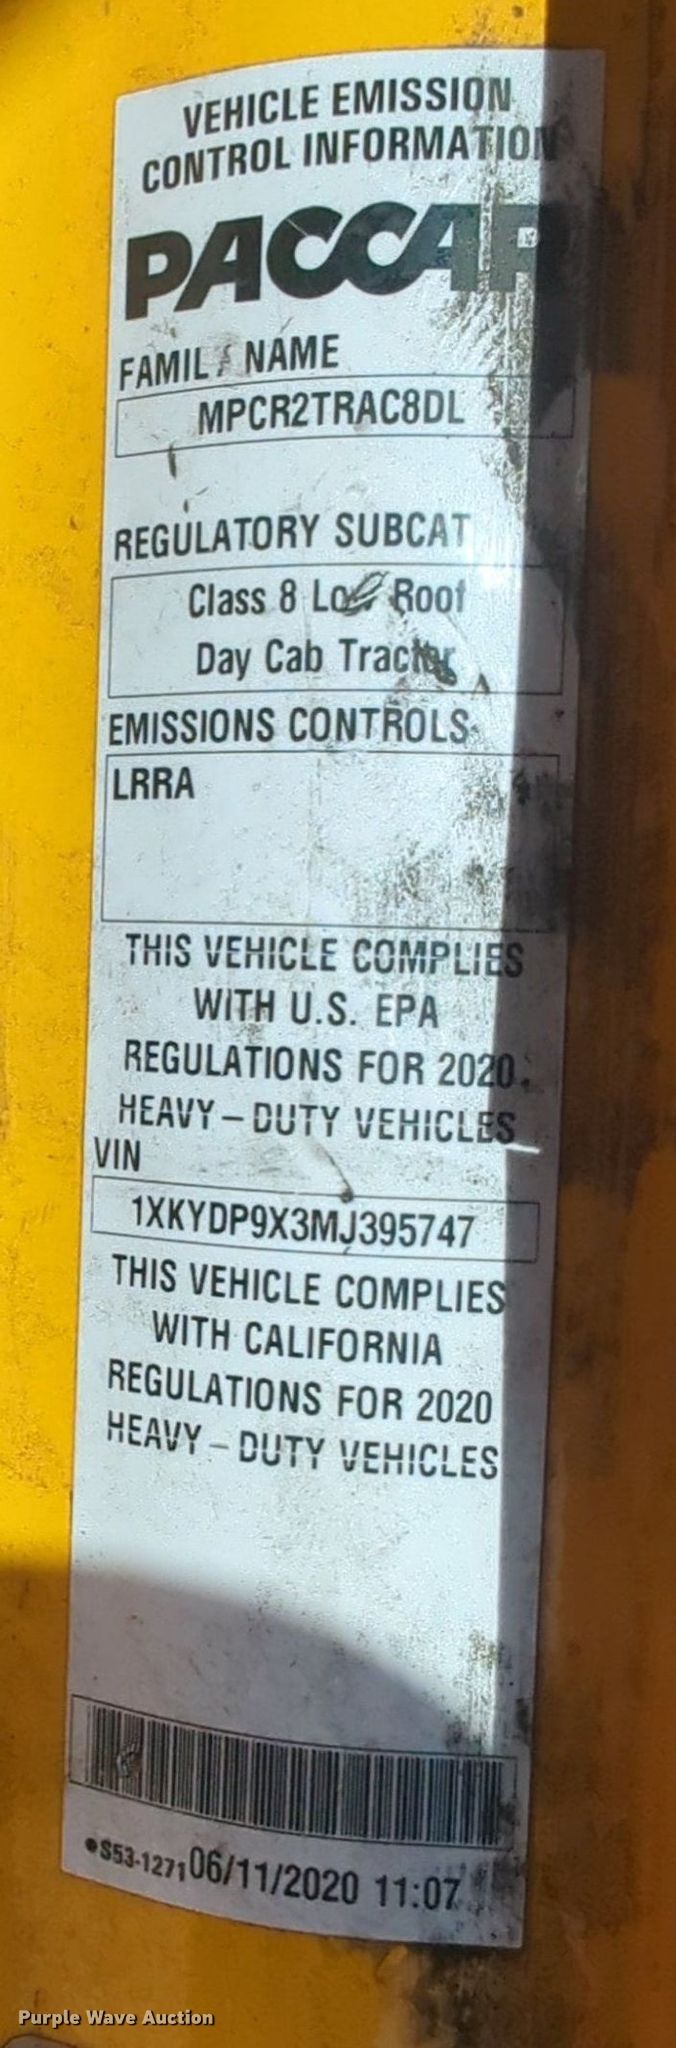 VEHICLE EMISSION
CONTROL INFORMATION
PACCAR
FAMILY NAME
MPCR2TRAC8DL
REGULATORY SUBCAT
Class 8 Low Roof
Day Cab Tractor
EMISSIONS CONTROLS
LRRA
THIS VEHICLE COMPLIES
WITH U.S. EPA
REGULATIONS FOR 2020
HEAVY-DUTY VEHICLES
VIN
1XKYDP9X3MJ395747
THIS VEHICLE COMPLIES
WITH CALIFORNIA
REGULATIONS FOR 2020
HEAVY-DUTY VEHICLES
•S53-1271 06/11/2020 11:07
Purple Wave Auction